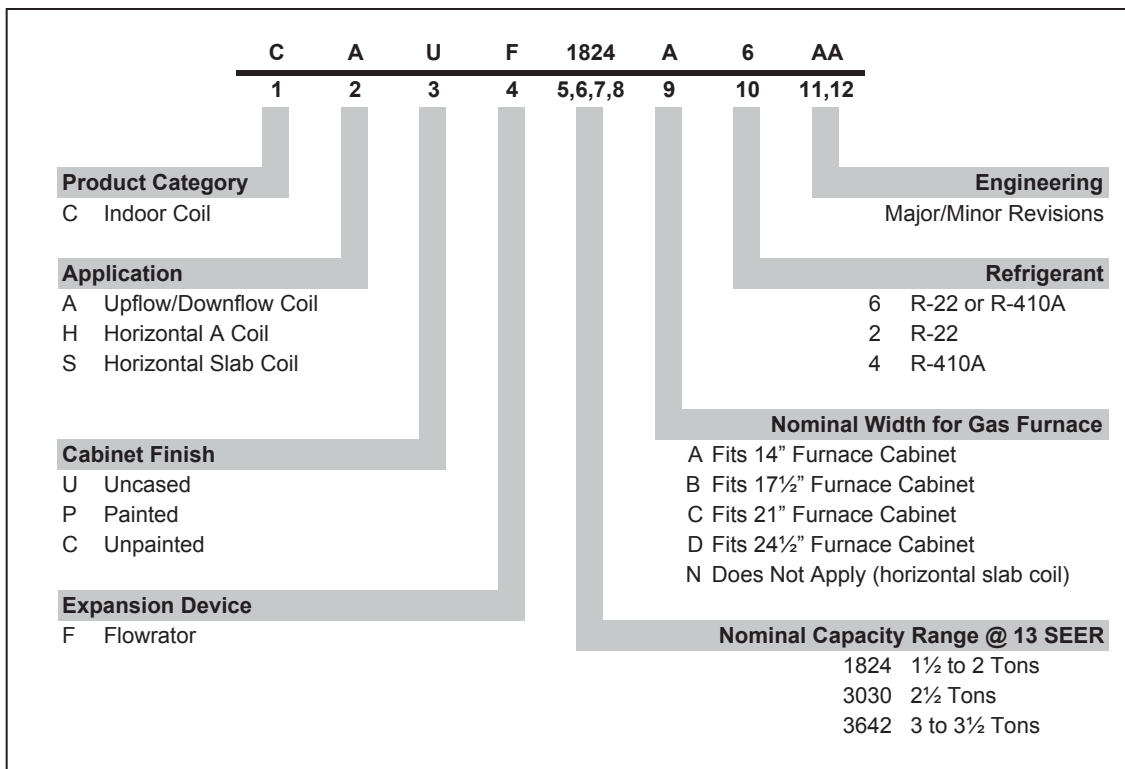 C A U F 1824 A 6 AA
1 2 3 4 5,6,7,8 9 10 11,12
Product Category
C Indoor Coil
Application
A Upflow/Downflow Coil
H Horizontal A Coil
S Horizontal Slab Coil
Cabinet Finish
U Uncased
P Painted
C Unpainted
Expansion Device
F Flowrator
Engineering
Major/Minor Revisions
Refrigerant
6 R-22 or R-410A
2 R-22
4 R-410A
Nominal Width for Gas Furnace
A Fits 14” Furnace Cabinet
B Fits 17½” Furnace Cabinet
C Fits 21” Furnace Cabinet
D Fits 24½” Furnace Cabinet
N Does Not Apply (horizontal slab coil)
Nominal Capacity Range @ 13 SEER
1824 1½ to 2 Tons
3030 2½ Tons
3642 3 to 3½ Tons